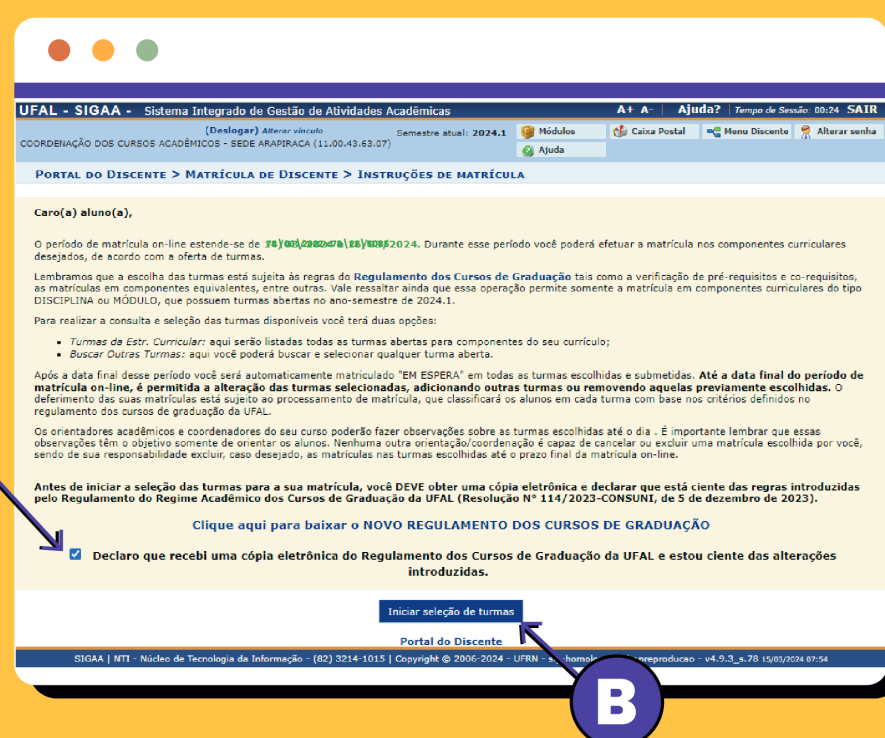 UFAL - SIGAA - Sistema Integrado de Gestão de Atividades Acadêmicas A+ A- Ajuda? Tempo de Sessão: 00:24 SAIR
(Deslogar) Alterar vínculo Semestre atual: 2024.1 Módulos Caixa Postal Menu Discente Alterar senha
COORDENAÇÃO DOS CURSOS ACADÊMICOS - SEDE ARAPIRACA (11.00.43.63.07) Ajuda
PORTAL DO DISCENTE > MATRÍCULA DE DISCENTE > INSTRUÇÕES DE MATRÍCULA
Caro(a) aluno(a),
O período de matrícula on-line estende-se de 2024. Durante esse período você poderá efetuar a matrícula nos componentes curriculares
desejados, de acordo com a oferta de turmas.
Lembramos que a escolha das turmas está sujeita às regras do Regulamento dos Cursos de Graduação tais como a verificação de pré-requisitos e co-requisitos,
as matrículas em componentes equivalentes, entre outras. Vale ressaltar ainda que essa operação permite somente a matrícula em componentes curriculares do tipo
DISCIPLINA ou MÓDULO, que possuem turmas abertas no ano-semestre de 2024.1.
Para realizar a consulta e seleção das turmas disponíveis você terá duas opções:
• Turmas da Estr. Curricular: aqui serão listadas todas as turmas abertas para componentes do seu currículo;
• Buscar Outras Turmas: aqui você poderá buscar e selecionar qualquer turma aberta.
Após a data final desse período você será automaticamente matriculado "EM ESPERA" em todas as turmas escolhidas e submetidas. Até a data final do período de
matrícula on-line, é permitida a alteração das turmas selecionadas, adicionando outras turmas ou removendo aquelas previamente escolhidas. O
deferimento das suas matrículas está sujeito ao processamento de matrícula, que classificará os alunos em cada turma com base nos critérios definidos no
regulamento dos cursos de graduação da UFAL.
Os orientadores acadêmicos e coordenadores do seu curso poderão fazer observações sobre as turmas escolhidas até o dia . É importante lembrar que essas
observações têm o objetivo somente de orientar os alunos. Nenhuma outra orientação/coordenação é capaz de cancelar ou excluir uma matrícula escolhida por você,
sendo de sua responsabilidade excluir, caso desejado, as matrículas nas turmas escolhidas até o prazo final da matrícula on-line.
Antes de iniciar a seleção das turmas para a sua matrícula, você DEVE obter uma cópia eletrônica e declarar que está ciente das regras introduzidas
pelo Regulamento do Regime Acadêmico dos Cursos de Graduação da UFAL (Resolução N° 114/2023-CONSUNI, de 5 de dezembro de 2023).
Clique aqui para baixar o NOVO REGULAMENTO DOS CURSOS DE GRADUAÇÃO
Declaro que recebi uma cópia eletrônica do Regulamento dos Cursos de Graduação da UFAL e estou ciente das alterações
introduzidas.
Iniciar seleção de turmas
Portal do Discente
SIGAA | NTI - Núcleo de Tecnologia da Informação - (82) 3214-1015 | Copyright © 2006-2024 - UFRN - preproducao - v4.9.3_s.78 15/03/2024 07:54
B